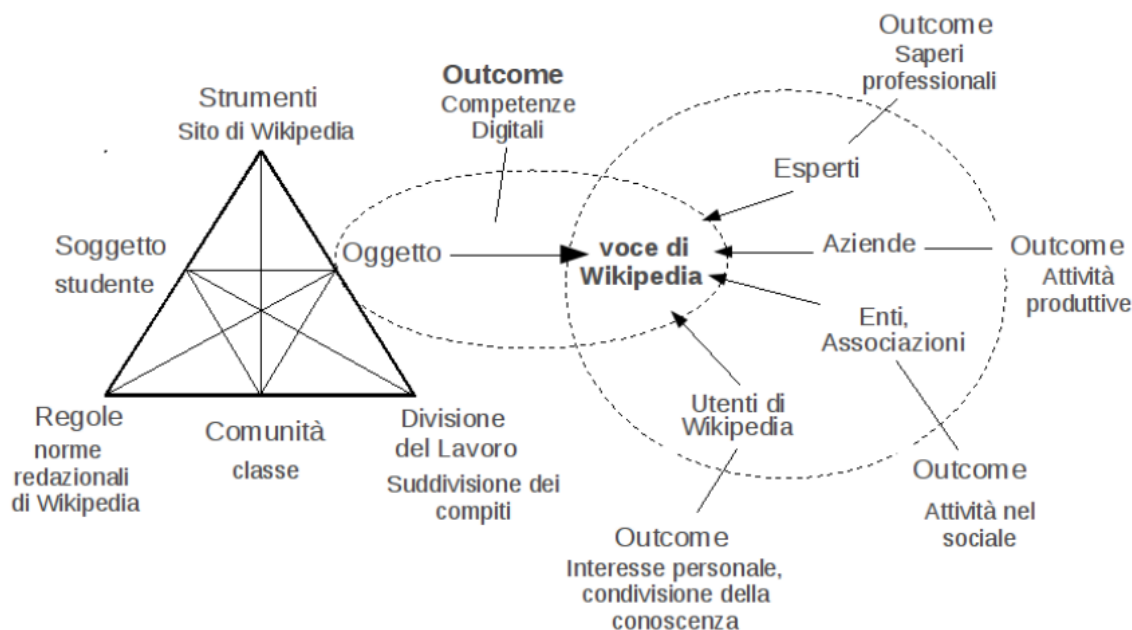 Outcome
Saperi
professionali
Outcome
Competenze
Digitali
Strumenti
Sito di Wikipedia
Esperti
Soggetto
studente
Oggetto
voce di
Wikipedia
Aziende
Outcome
Attività
produttive
Enti,
Associazioni
Utenti di
Wikipedia
Regole
norme
redazionali
di Wikipedia
Comunità
classe
Divisione
del Lavoro
Suddivisione dei
compiti
Outcome
Attività nel
sociale
Outcome
Interesse personale,
condivisione della
conoscenza